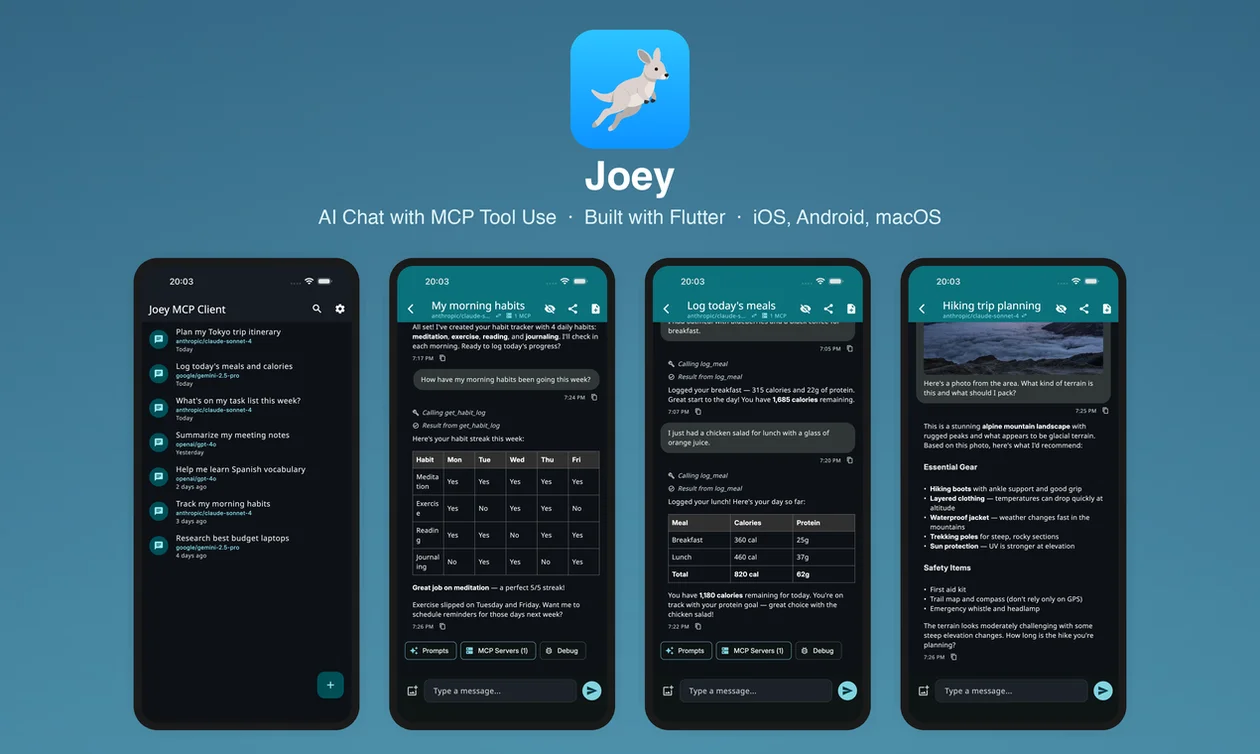 Joey
AI Chat with MCP Tool Use · Built with Flutter · iOS, Android, macOS
20:03
Joey MCP Client
Plan my Tokyo trip itinerary
anthropic/claude-sonnet-4
Today
Log today's meals and calories
google/gemini-2.5-pro
Today
What's on my task list this week?
anthropic/claude-sonnet-4
Today
Summarize my meeting notes
openai/gpt-4o
Yesterday
Help me learn Spanish vocabulary
openai/gpt-4o
2 days ago
Track my morning habits
anthropic/claude-sonnet-4
3 days ago
Research best budget laptops
google/gemini-2.5-pro
4 days ago
+
20:03
My morning habits
anthropic/claude-s... 1 MCP
All set! I've created your habit tracker with 4 daily habits:
meditation, exercise, reading, and journaling. I'll check in
each morning. Ready to log today's progress?
7:17 PM
How have my morning habits been going this week?
7:24 PM
Calling get_habit_log
Result from get_habit_log
Here's your habit streak this week:
Habit Mon Tue Wed Thu Fri
Medita
tion Yes Yes Yes Yes Yes
Exercis
e Yes No Yes Yes No
Readin
g Yes Yes No Yes Yes
Journal
ing No Yes Yes No Yes
Great job on meditation — a perfect 5/5 streak!
Exercise slipped on Tuesday and Friday. Want me to
schedule reminders for those days next week?
7:26 PM
Prompts MCP Servers (1) Debug
Type a message...
20:03
Log today's meals
anthropic/claude-s... 1 MCP
breakfast.
7:05 PM
Calling log_meal
Result from log_meal
Logged your breakfast — 315 calories and 22g of protein.
Great start to the day! You have 1,685 calories remaining.
7:07 PM
I just had a chicken salad for lunch with a glass of
orange juice.
7:20 PM
Calling log_meal
Result from log_meal
Logged your lunch! Here's your day so far:
Meal Calories Protein
Breakfast 360 cal 25g
Lunch 460 cal 37g
Total 820 cal 62g
You have 1,180 calories remaining for today. You're on
track with your protein goal — great choice with the
chicken salad!
7:22 PM
Prompts MCP Servers (1) Debug
Type a message...
20:03
Hiking trip planning
anthropic/claude-sonnet-4
Here's a photo from the area. What kind of terrain is
this and what should I pack?
7:25 PM
This is a stunning alpine mountain landscape with
rugged peaks and what appears to be glacial terrain.
Based on this photo, here's what I'd recommend:
Essential Gear
• Hiking boots with ankle support and good grip
• Layered clothing — temperatures can drop quickly at
altitude
• Waterproof jacket — weather changes fast in the
mountains
• Trekking poles for steep, rocky sections
• Sun protection — UV is stronger at elevation
Safety Items
• First aid kit
• Trail map and compass (don't rely only on GPS)
• Emergency whistle and headlamp
The terrain looks moderately challenging with some
steep elevation changes. How long is the hike you're
planning?
7:26 PM
Type a message...